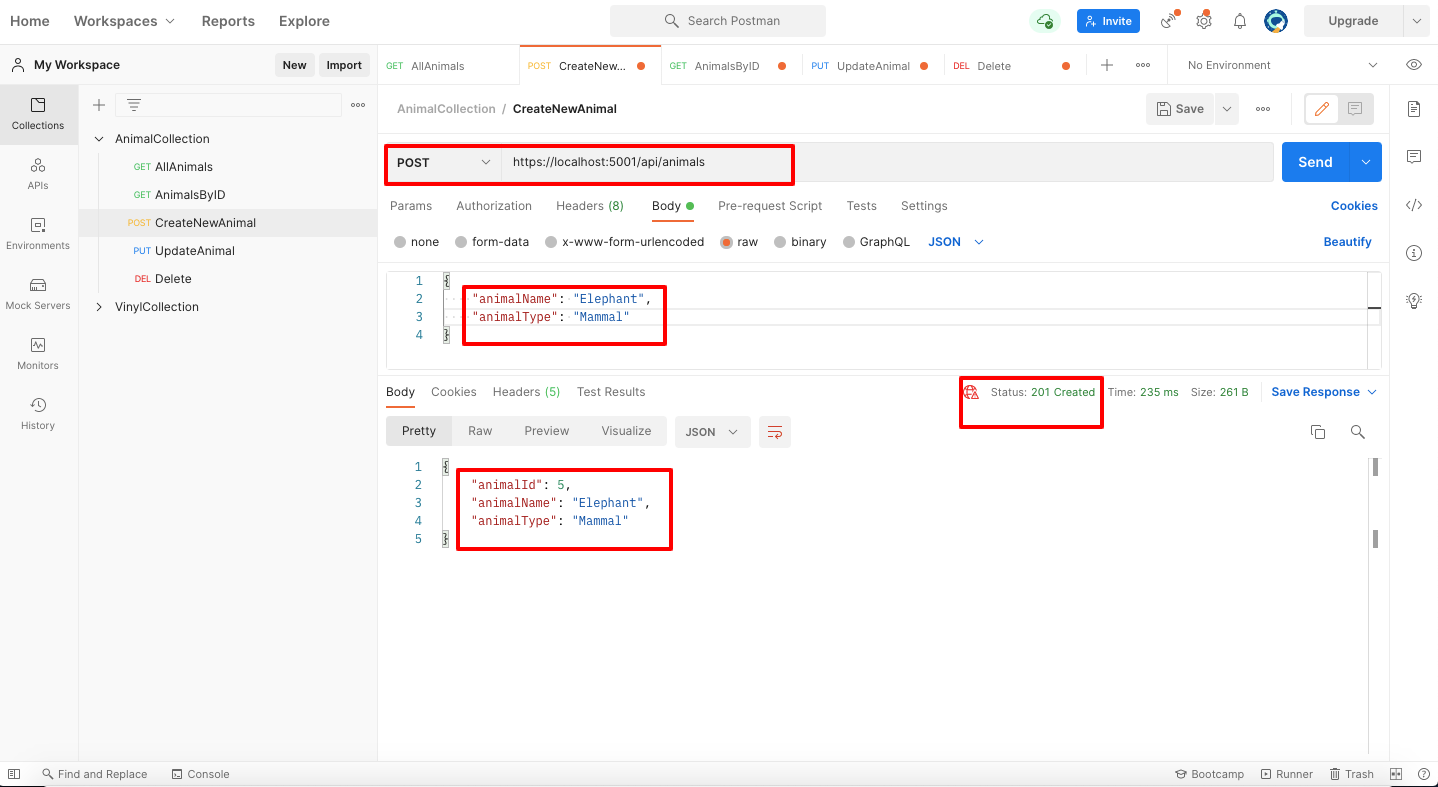 Home Workspaces Reports Explore Search Postman Invite Upgrade
My Workspace New Import GET AllAnimals POST CreateNew... GET AnimalsByID PUT UpdateAnimal DEL Delete No Environment
Collections
APIs
Environments
Mock Servers
Monitors
History
AnimalCollection
GET AllAnimals
GET AnimalsByID
POST CreateNewAnimal
PUT UpdateAnimal
DEL Delete
VinylCollection
AnimalCollection / CreateNewAnimal Save
POST https://localhost:5001/api/animals Send
Params Authorization Headers (8) Body Pre-request Script Tests Settings Cookies
none form-data x-www-form-urlencoded raw binary GraphQL JSON Beautify
1 {
2 "animalName": "Elephant",
3 "animalType": "Mammal"
4 }
Body Cookies Headers (5) Test Results Status: 201 Created Time: 235 ms Size: 261 B Save Response
Pretty Raw Preview Visualize JSON
1 {
2 "animalId": 5,
3 "animalName": "Elephant",
4 "animalType": "Mammal"
5 }
Find and Replace Console Bootcamp Runner Trash